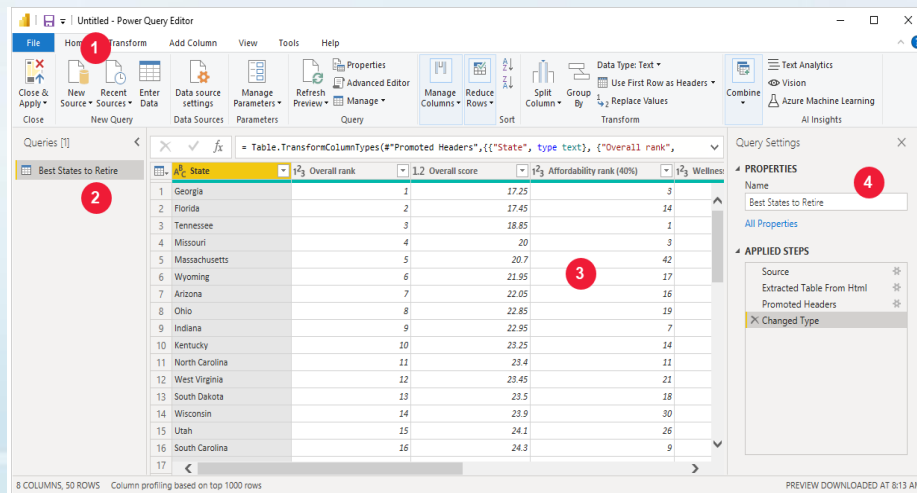 Untitled - Power Query Editor
File Home Transform Add Column View Tools Help
1
Close & Apply
New Source
Recent Sources
Enter Data
Data source settings
Manage Parameters
Refresh Preview
Properties
Advanced Editor
Manage
Manage Columns
Reduce Rows
Split Column
Group By
Data Type: Text
Use First Row as Headers
Replace Values
Combine
Text Analytics
Vision
Azure Machine Learning
Close New Query Data Sources Parameters Query Sort Transform AI Insights
Queries [1]
Best States to Retire
2
fx = Table.TransformColumnTypes(#"Promoted Headers",{{"State", type text}, {"Overall rank",
ABC State 123 Overall rank 1.2 Overall score 123 Affordability rank (40%) 123 Wellnes
1 Georgia 1 17.25 3
2 Florida 2 17.45 14
3 Tennessee 3 18.85 1
4 Missouri 4 20 3
5 Massachusetts 5 20.7 42
6 Wyoming 6 21.95 17
7 Arizona 7 22.05 16
8 Ohio 8 22.85 19
9 Indiana 9 22.95 7
10 Kentucky 10 23.25 14
11 North Carolina 11 23.4 11
12 West Virginia 12 23.45 21
13 South Dakota 13 23.5 18
14 Wisconsin 14 23.9 30
15 Utah 15 24.1 26
16 South Carolina 16 24.3 9
17
3
Query Settings
PROPERTIES
4
Name
Best States to Retire
All Properties
APPLIED STEPS
Source
Extracted Table From Html
Promoted Headers
Changed Type
8 COLUMNS, 50 ROWS Column profiling based on top 1000 rows
PREVIEW DOWNLOADED AT 8:13 AM